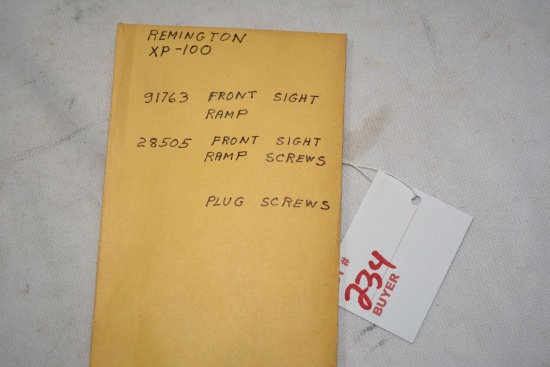 REMINGTON
XP-100
91763 FRONT SIGHT
RAMP
28505 FRONT SIGHT
RAMP SCREWS
PLUG SCREWS
#
234
BUYER